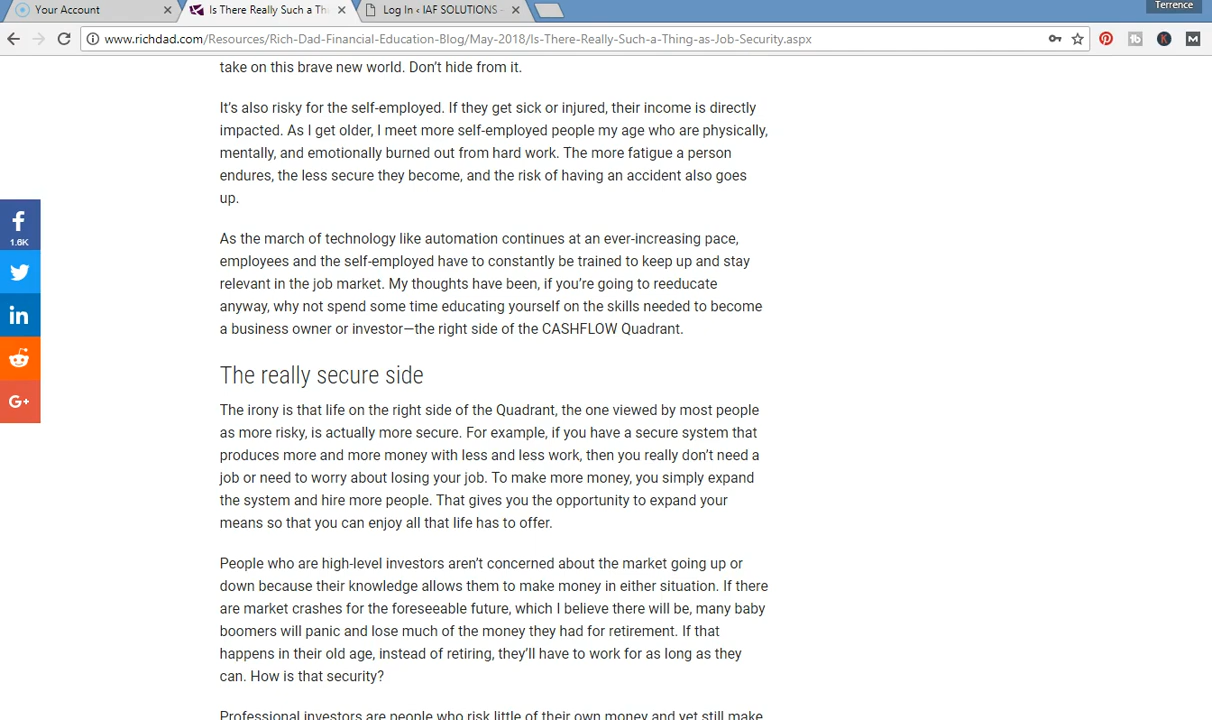 Terrence
Your Account
Is There Really Such a Th
Log In ‹ IAF SOLUTIONS
www.richdad.com/Resources/Rich-Dad-Financial-Education-Blog/May-2018/Is-There-Really-Such-a-Thing-as-Job-Security.aspx
take on this brave new world. Don’t hide from it.
It’s also risky for the self-employed. If they get sick or injured, their income is directly
impacted. As I get older, I meet more self-employed people my age who are physically,
mentally, and emotionally burned out from hard work. The more fatigue a person
endures, the less secure they become, and the risk of having an accident also goes
up.
f
1.6K
in
G+
As the march of technology like automation continues at an ever-increasing pace,
employees and the self-employed have to constantly be trained to keep up and stay
relevant in the job market. My thoughts have been, if you’re going to reeducate
anyway, why not spend some time educating yourself on the skills needed to become
a business owner or investor—the right side of the CASHFLOW Quadrant.
The really secure side
The irony is that life on the right side of the Quadrant, the one viewed by most people
as more risky, is actually more secure. For example, if you have a secure system that
produces more and more money with less and less work, then you really don’t need a
job or need to worry about losing your job. To make more money, you simply expand
the system and hire more people. That gives you the opportunity to expand your
means so that you can enjoy all that life has to offer.
People who are high-level investors aren’t concerned about the market going up or
down because their knowledge allows them to make money in either situation. If there
are market crashes for the foreseeable future, which I believe there will be, many baby
boomers will panic and lose much of the money they had for retirement. If that
happens in their old age, instead of retiring, they’ll have to work for as long as they
can. How is that security?
Professional investors are people who risk little of their own money and yet still make